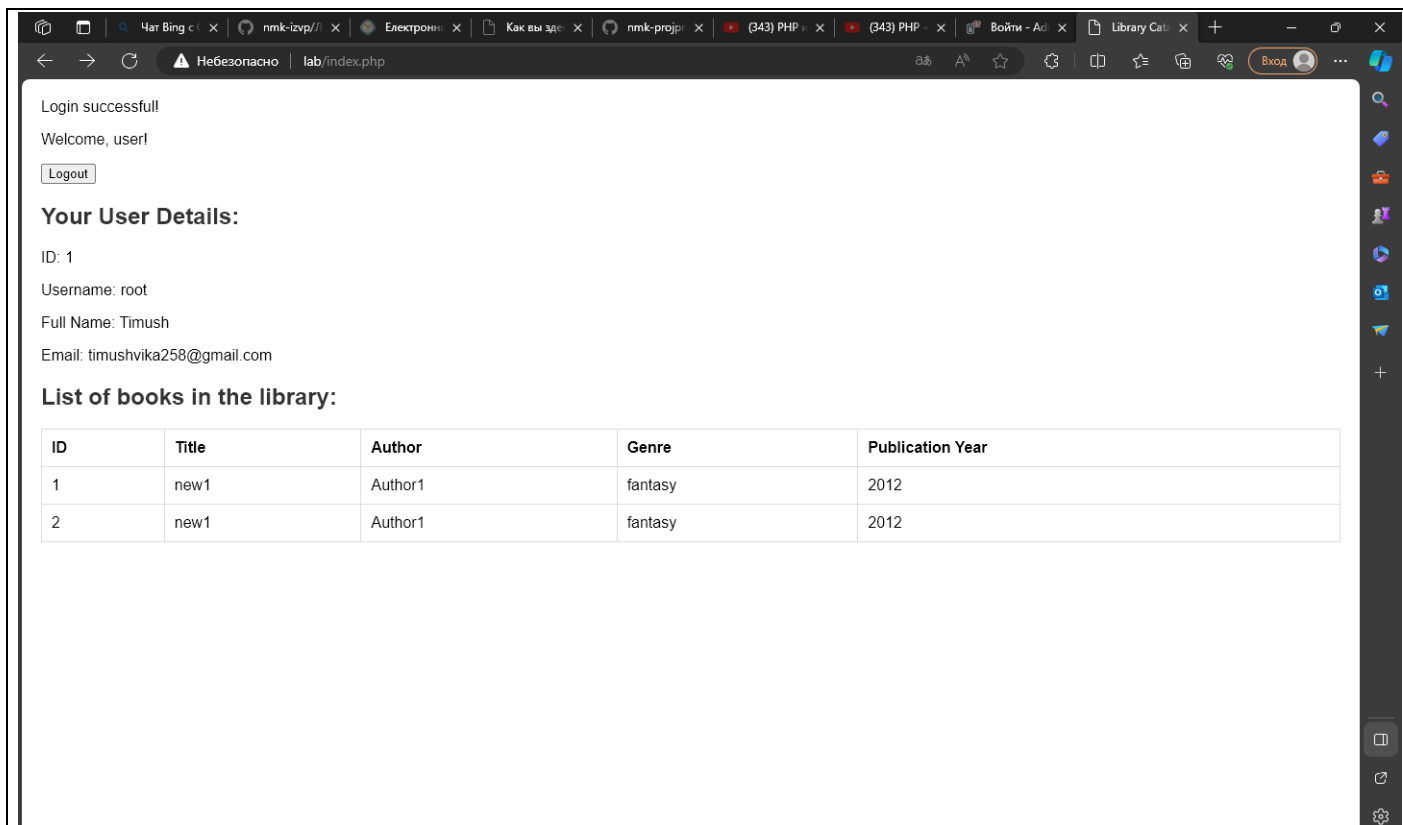 Чат Bing с
nmk-izvp/Л
Електронн
Как вы зде
nmk-projpr
(343) PHP и
(343) PHP -
Войти - Ad
Library Cata
Небезопасно lab/index.php
Вход
Login successful!
Welcome, user!
Logout
Your User Details:
ID: 1
Username: root
Full Name: Timush
Email: timushvika258@gmail.com
List of books in the library:
ID Title Author Genre Publication Year
1 new1 Author1 fantasy 2012
2 new1 Author1 fantasy 2012